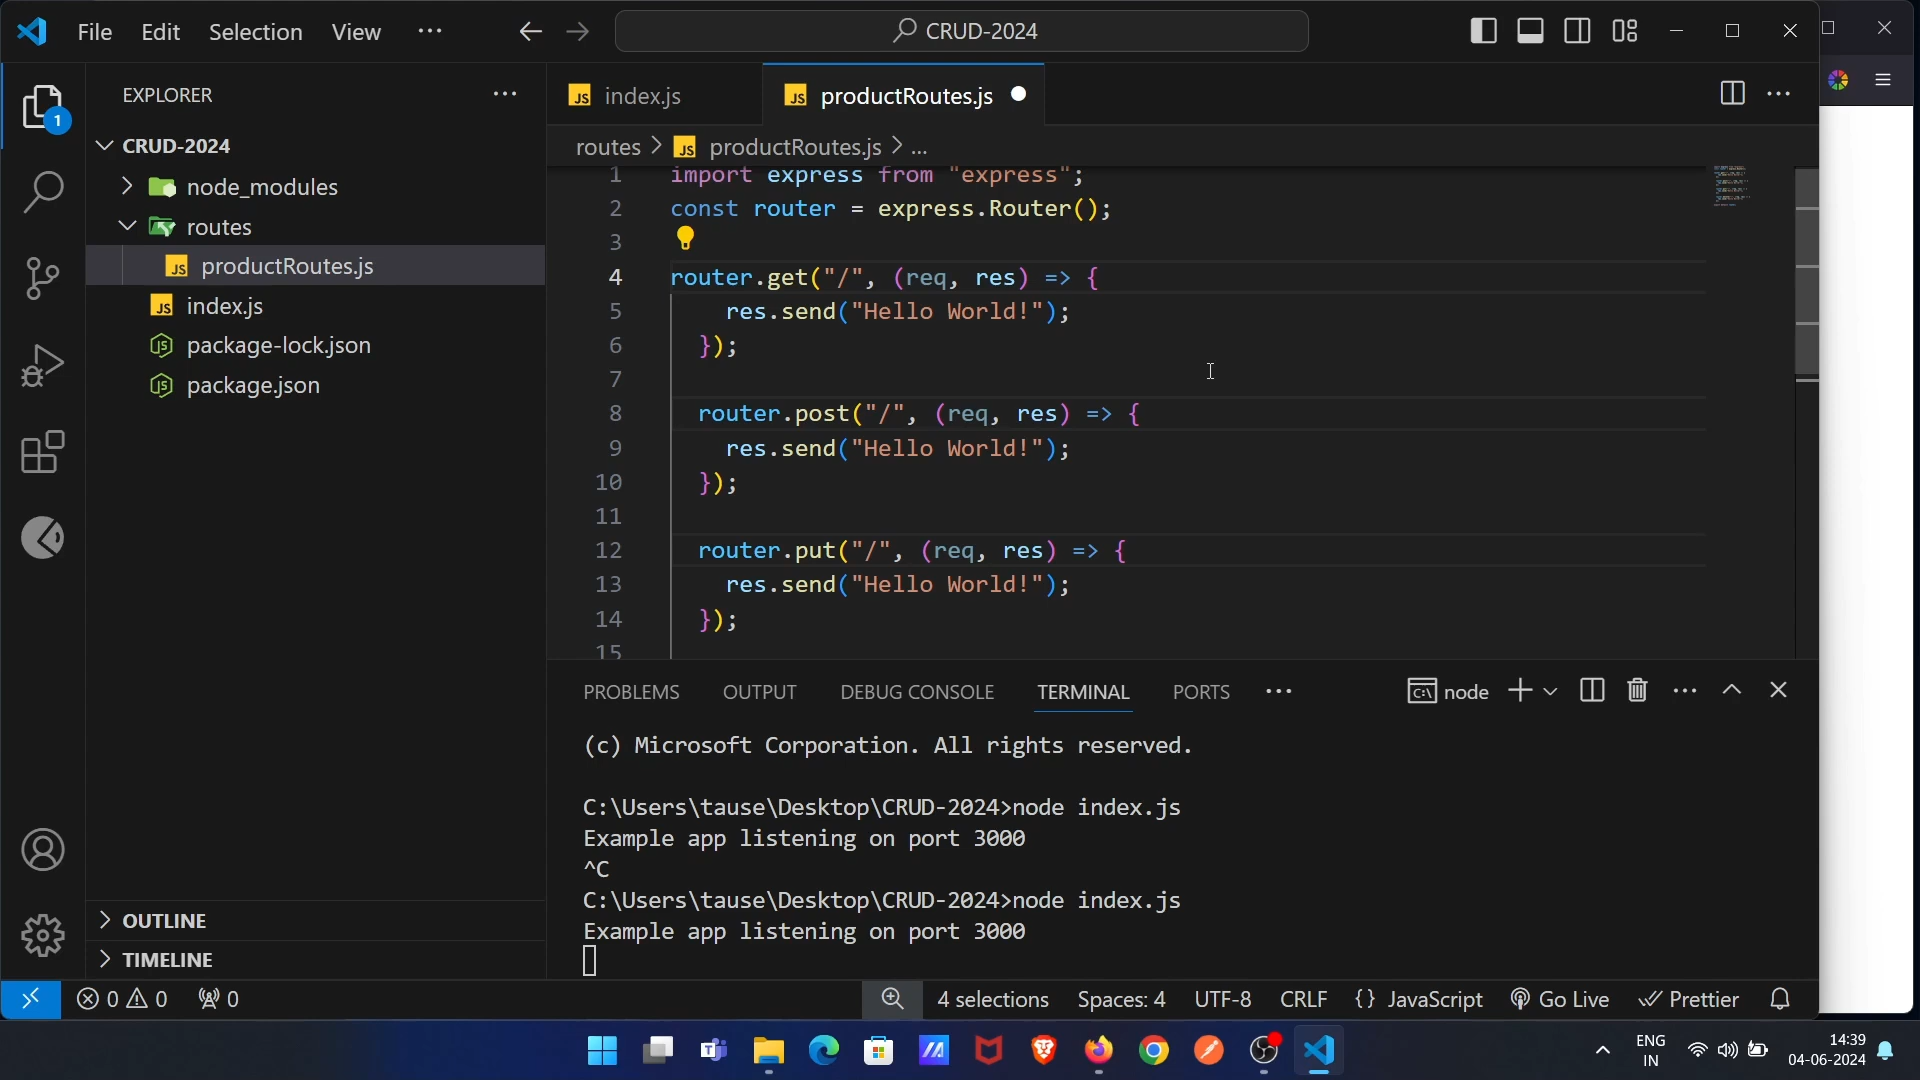 File Edit Selection View ... CRUD-2024
EXPLORER ...
CRUD-2024
node_modules
routes
JS productRoutes.js
JS index.js
package-lock.json
package.json
OUTLINE
TIMELINE
JS index.js JS productRoutes.js
routes > JS productRoutes.js > ...
1 import express from "express";
2 const router = express.Router();
3
4 router.get("/", (req, res) => {
5 res.send("Hello World!");
6 });
7
8 router.post("/", (req, res) => {
9 res.send("Hello World!");
10 });
11
12 router.put("/", (req, res) => {
13 res.send("Hello World!");
14 });
15
PROBLEMS OUTPUT DEBUG CONSOLE TERMINAL PORTS ... node
(c) Microsoft Corporation. All rights reserved.
C:\Users\tause\Desktop\CRUD-2024>node index.js
Example app listening on port 3000
^C
C:\Users\tause\Desktop\CRUD-2024>node index.js
Example app listening on port 3000
0 0 0 4 selections Spaces: 4 UTF-8 CRLF {} JavaScript Go Live Prettier
1
ENG
IN
14:39
04-06-2024